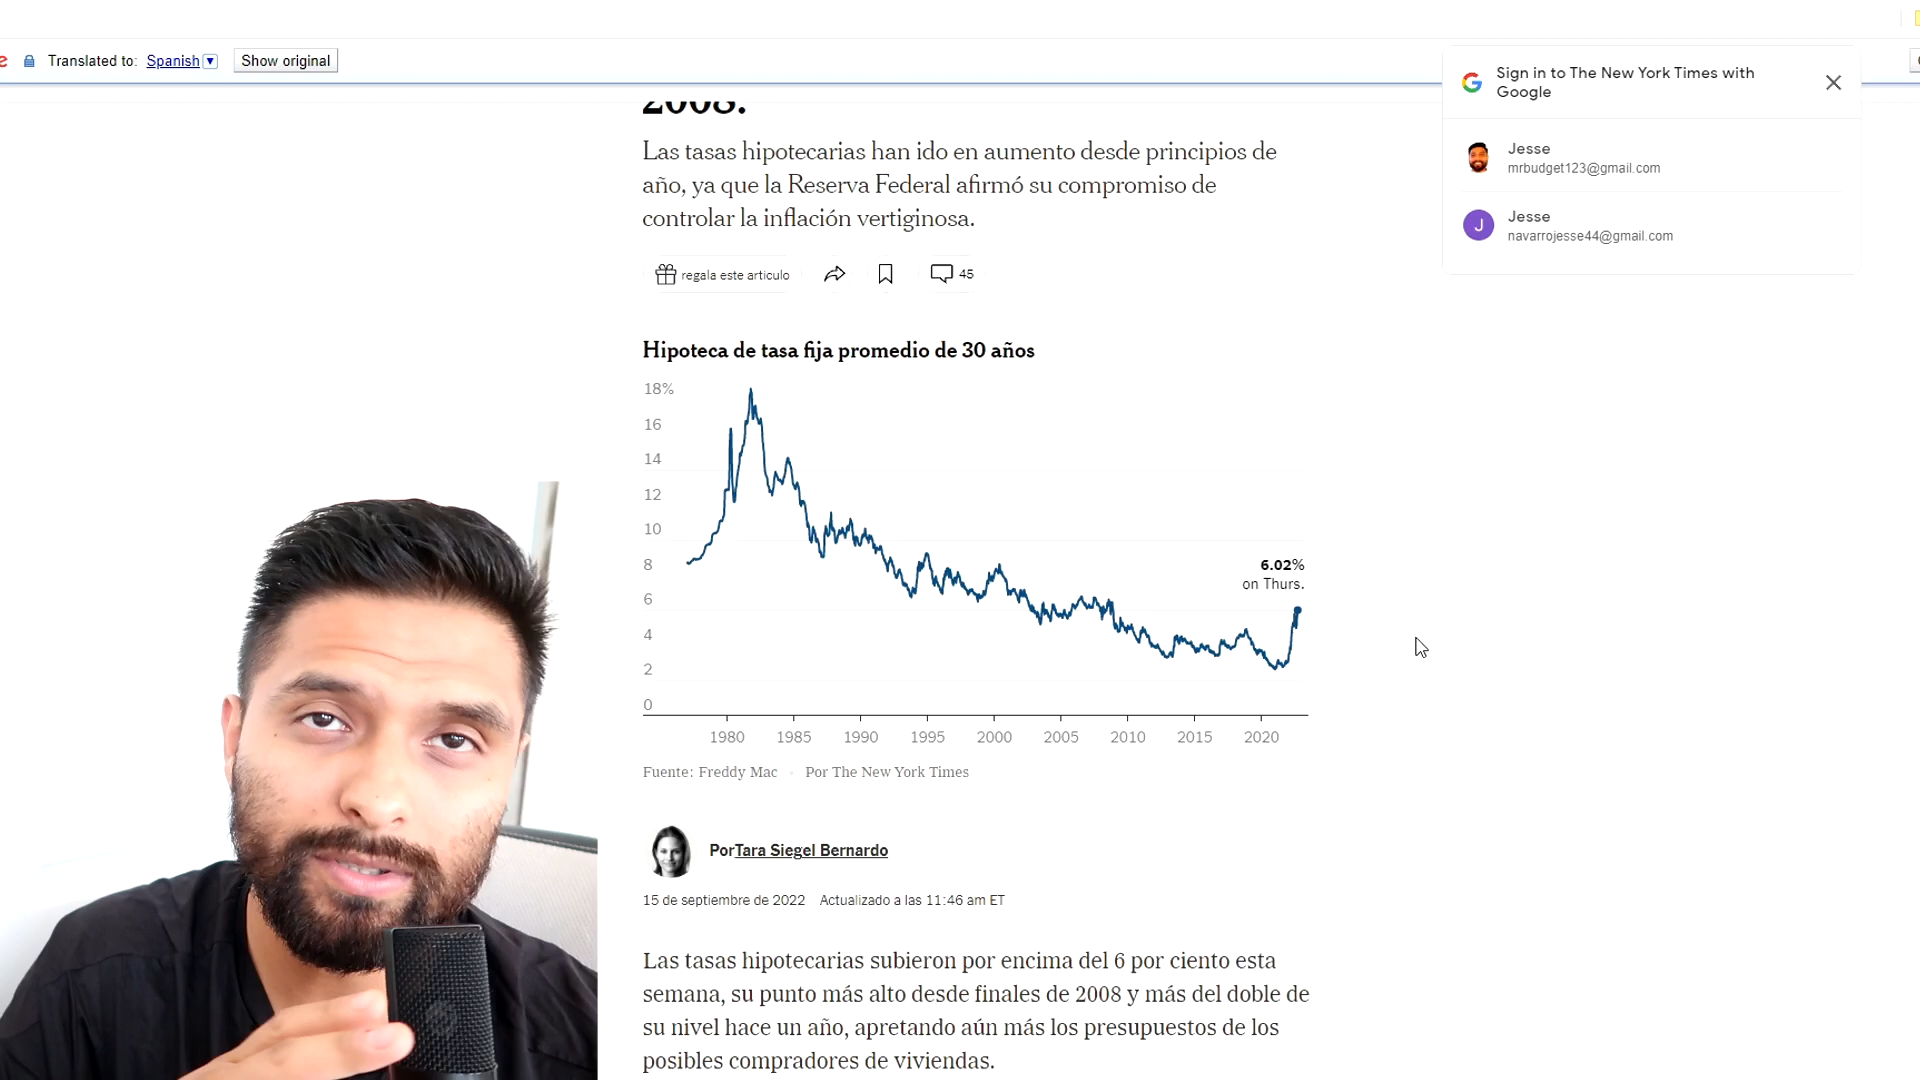 Translated to: Spanish ▼ Show original
Sign in to The New York Times with
Google
Jesse
mrbudget123@gmail.com
J
Jesse
navarrojesse44@gmail.com
2008.
Las tasas hipotecarias han ido en aumento desde principios de
año, ya que la Reserva Federal afirmó su compromiso de
controlar la inflación vertiginosa.
regala este articulo 45
Hipoteca de tasa fija promedio de 30 años
18%
16
14
12
10
8
6
4
2
0
6.02%
on Thurs.
1980 1985 1990 1995 2000 2005 2010 2015 2020
Fuente: Freddy Mac · Por The New York Times
PorTara Siegel Bernardo
15 de septiembre de 2022 Actualizado a las 11:46 am ET
Las tasas hipotecarias subieron por encima del 6 por ciento esta
semana, su punto más alto desde finales de 2008 y más del doble de
su nivel hace un año, apretando aún más los presupuestos de los
posibles compradores de viviendas.